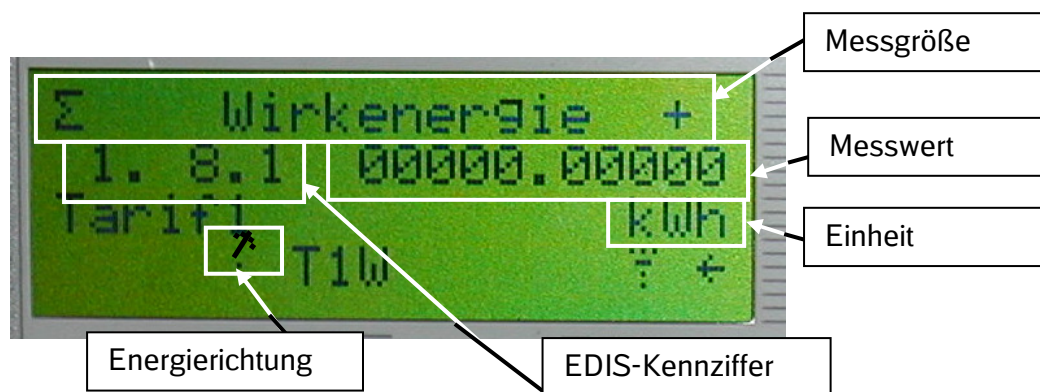 Messgröße
Σ Wirkenergie +
1. 8.1 00000.00000
Messwert
Tarif1 kWh
Einheit
T1W
Energierichtung
EDIS-Kennziffer